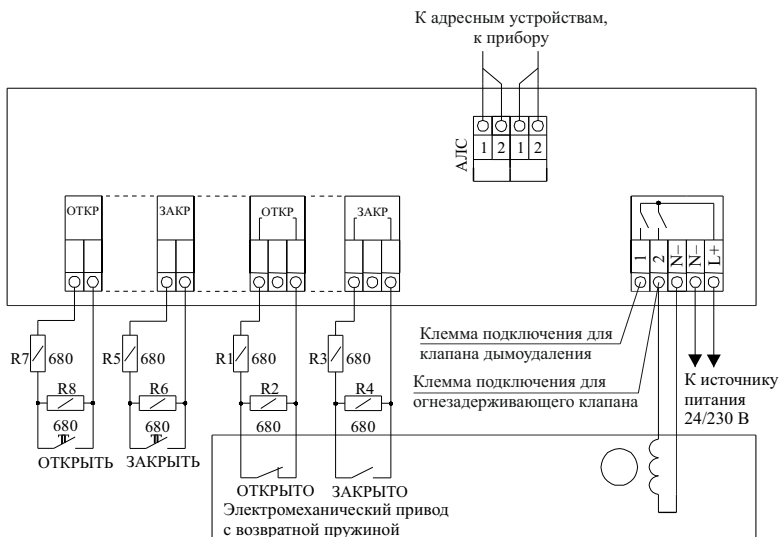 К адресным устройствам,
к прибору
1 2 1 2
АЛС
ОТКР
ЗАКР
ОТКР
ЗАКР
1
2
N−
N−
L+
R7 680
R5 680
R1 680
R3 680
R8
680
R6
680
R2
680
R4
680
ОТКРЫТЬ
ЗАКРЫТЬ
ОТКРЫТО
ЗАКРЫТО
Клемма подключения для
клапана дымоудаления
Клемма подключения для
огнезадерживающего клапана
К источнику
питания
24/230 В
Электромеханический привод
с возвратной пружиной